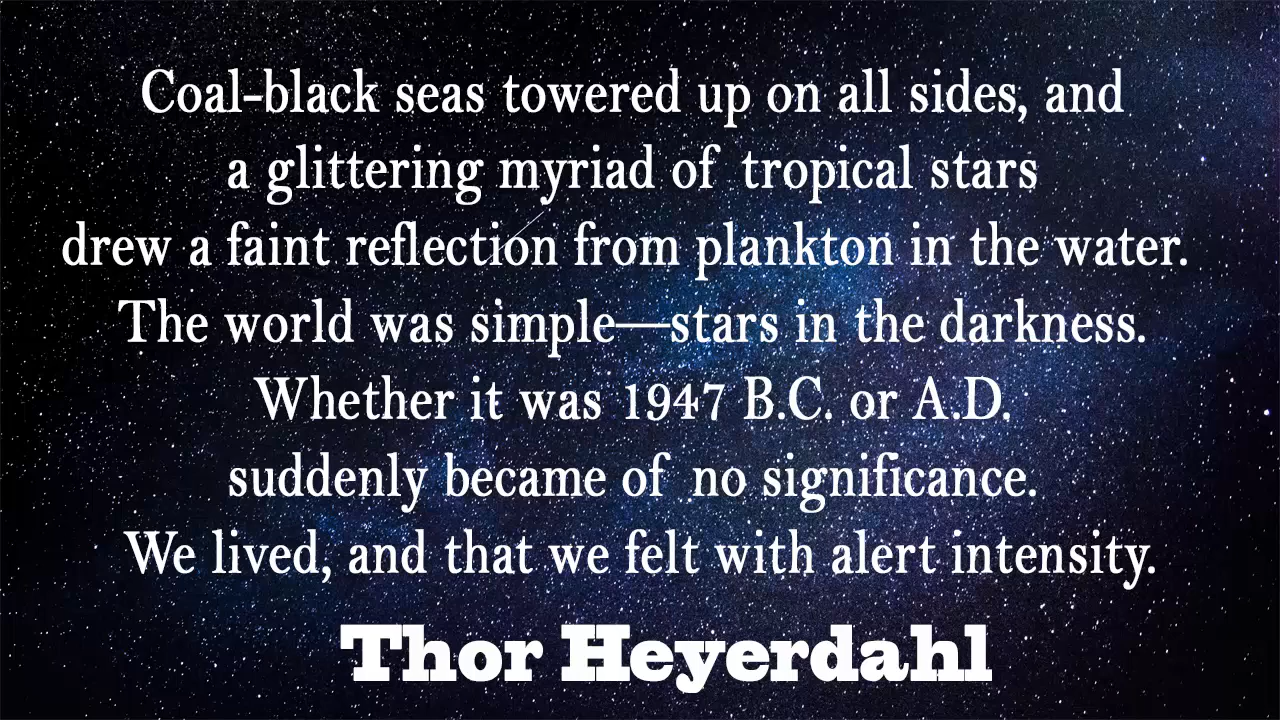 Coal-black seas towered up on all sides, and
a glittering myriad of tropical stars
drew a faint reflection from plankton in the water.
The world was simple—stars in the darkness.
Whether it was 1947 B.C. or A.D.
suddenly became of no significance.
We lived, and that we felt with alert intensity.
Thor Heyerdahl